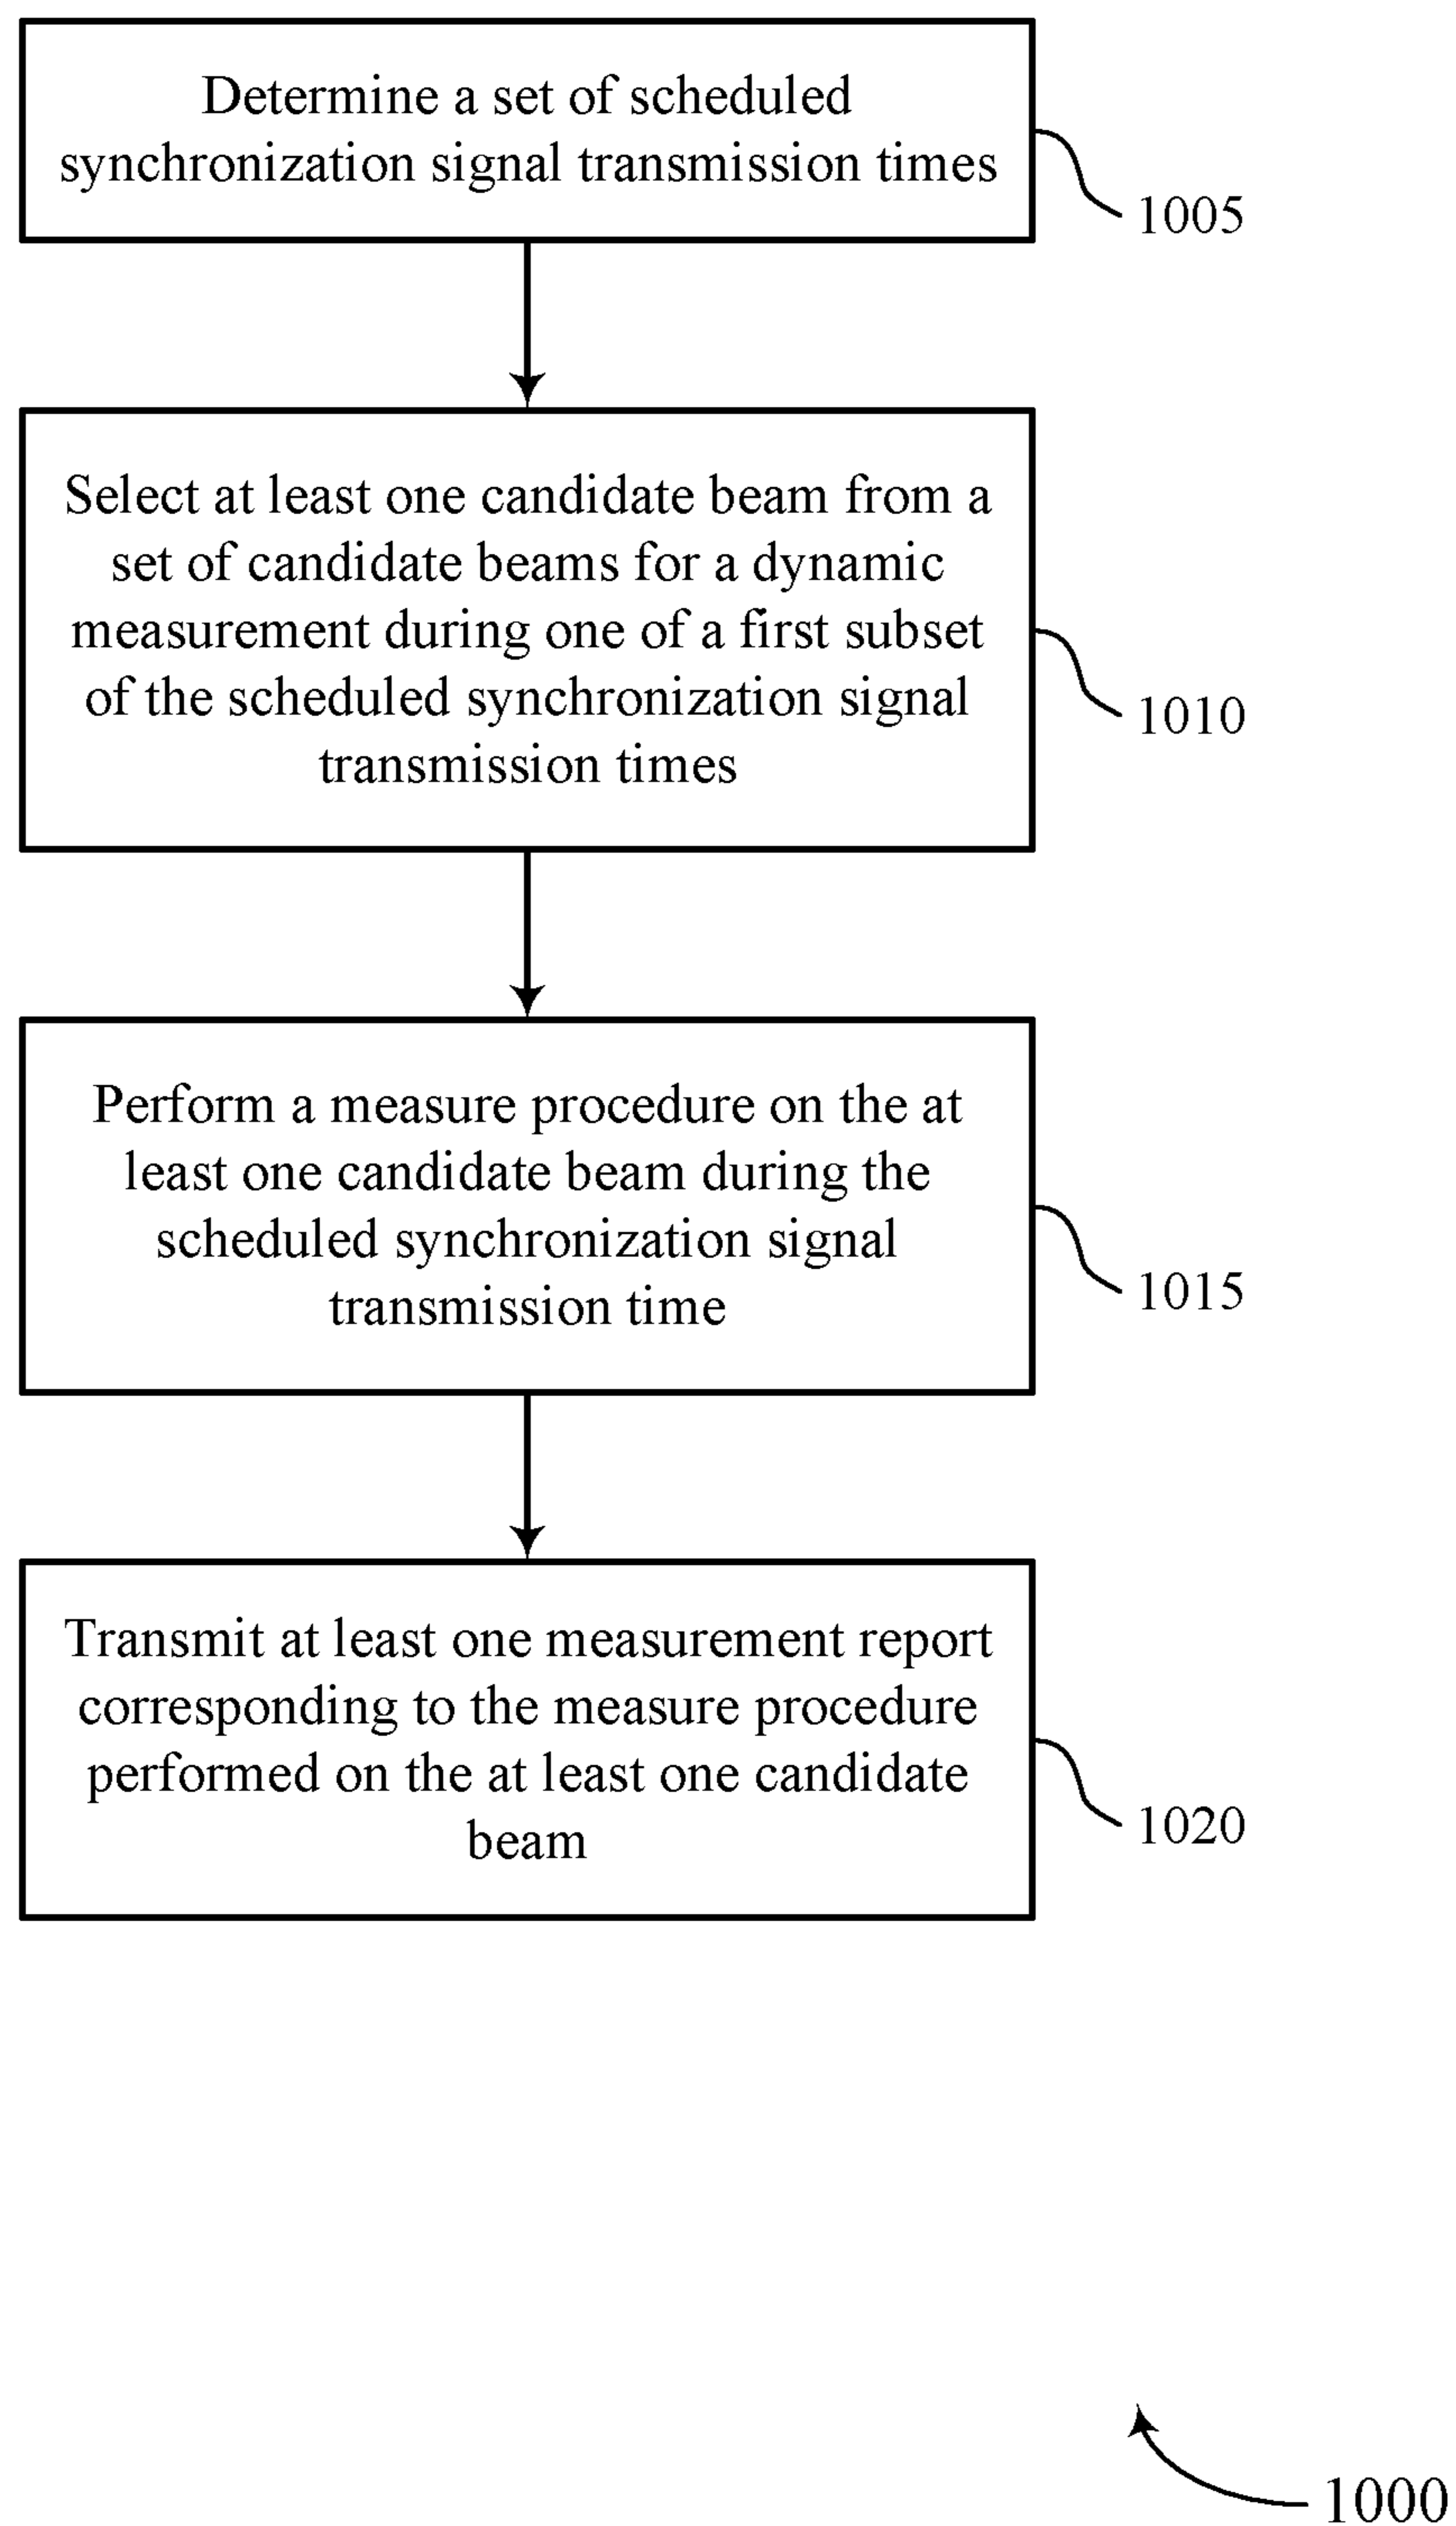 Determine a set of scheduled
synchronization signal transmission times
1005
Select at least one candidate beam from a
set of candidate beams for a dynamic
measurement during one of a first subset
of the scheduled synchronization signal
transmission times
1010
Perform a measure procedure on the at
least one candidate beam during the
scheduled synchronization signal
transmission time
1015
Transmit at least one measurement report
corresponding to the measure procedure
performed on the at least one candidate
beam
1020
1000